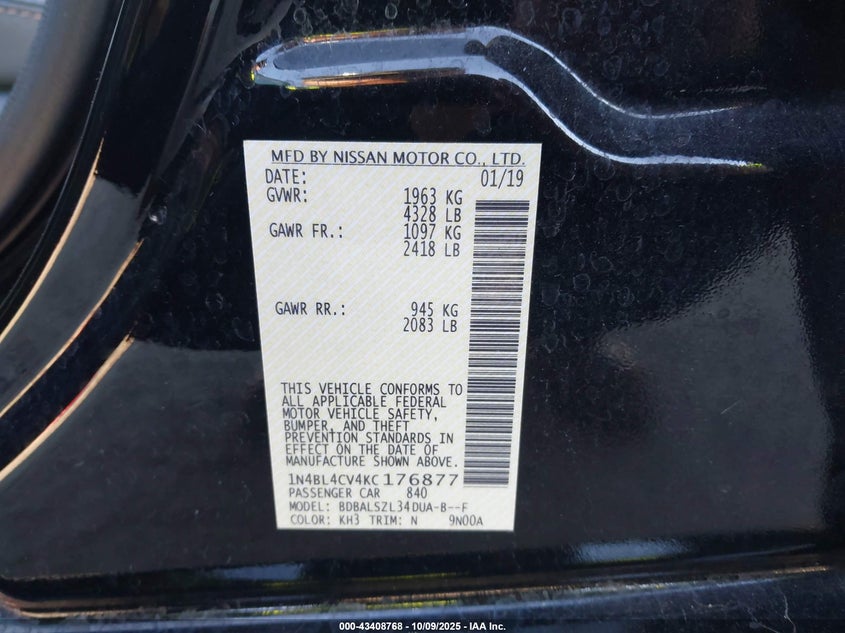 MFD BY NISSAN MOTOR CO., LTD.
DATE: 01/19
GVWR: 1963 KG
4328 LB
GAWR FR.: 1097 KG
2418 LB
GAWR RR.: 945 KG
2083 LB
THIS VEHICLE CONFORMS TO
ALL APPLICABLE FEDERAL
MOTOR VEHICLE SAFETY,
BUMPER, AND THEFT
PREVENTION STANDARDS IN
EFFECT ON THE DATE OF
MANUFACTURE SHOWN ABOVE.
1N4BL4CV4KC176877
PASSENGER CAR 840
MODEL: BDBALSZL34DUA-B--F
COLOR: KH3 TRIM: N 9N00A
000-43408768 - 10/09/2025 - IAA Inc.